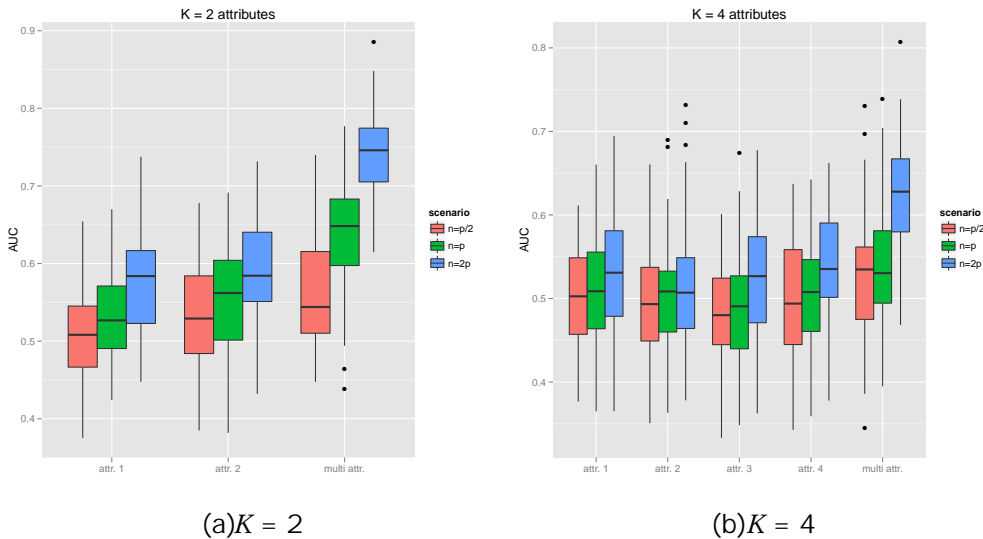 K = 2 attributes
0.9
0.8
0.7
0.6
0.5
0.4
AUC
attr. 1
attr. 2
multi attr.
scenario
n=p/2
n=p
n=2p
(a)K = 2
K = 4 attributes
0.8
0.7
0.6
0.5
0.4
AUC
attr. 1
attr. 2
attr. 3
attr. 4
multi attr.
scenario
n=p/2
n=p
n=2p
(b)K = 4